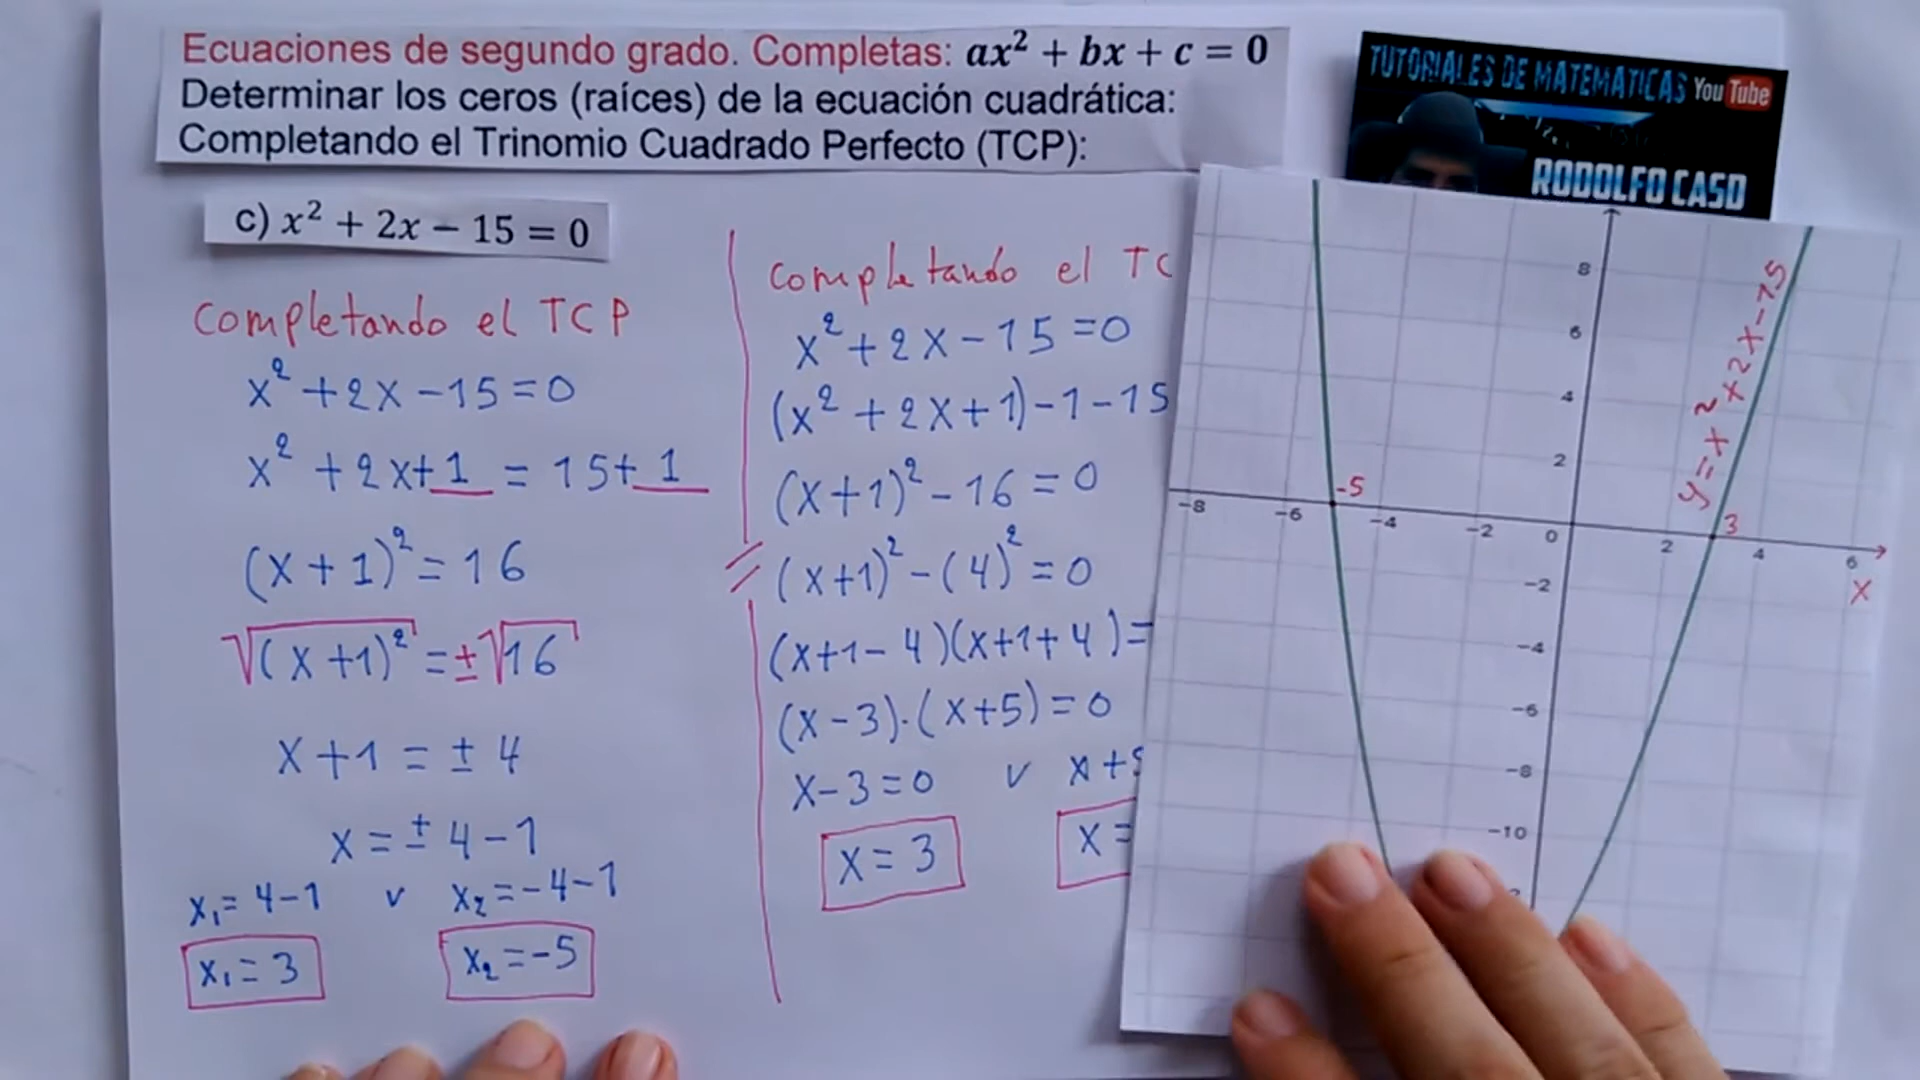 Ecuaciones de segundo grado. Completas: ax² + bx + c = 0
Determinar los ceros (raíces) de la ecuación cuadrática:
Completando el Trinomio Cuadrado Perfecto (TCP):
TUTORIALES DE MATEMATICAS YouTube
RODOLFO CASO
c) x² + 2x − 15 = 0
completando el TCP
x² + 2x − 15 = 0
x² + 2x + 1 = 15 + 1
(x + 1)² = 16
√(x + 1)² = ± √16
x + 1 = ± 4
x = ± 4 − 1
x₁ = 4 − 1 v x₂ = − 4 − 1
x₁ = 3 x₂ = −5
completando el TC
x² + 2x − 15 = 0
(x² + 2x + 1) − 1 − 15
(x + 1)² − 16 = 0
(x + 1)² − (4)² = 0
(x + 1 − 4)(x + 1 + 4) =
(x − 3)·(x + 5) = 0
x − 3 = 0 v x + 5
x = 3 x =
y = x² + 2x − 15
8
6
4
2
-5 3
−8 −6 −4 −2 0 2 4 6
x
−2
−4
−6
−8
−10